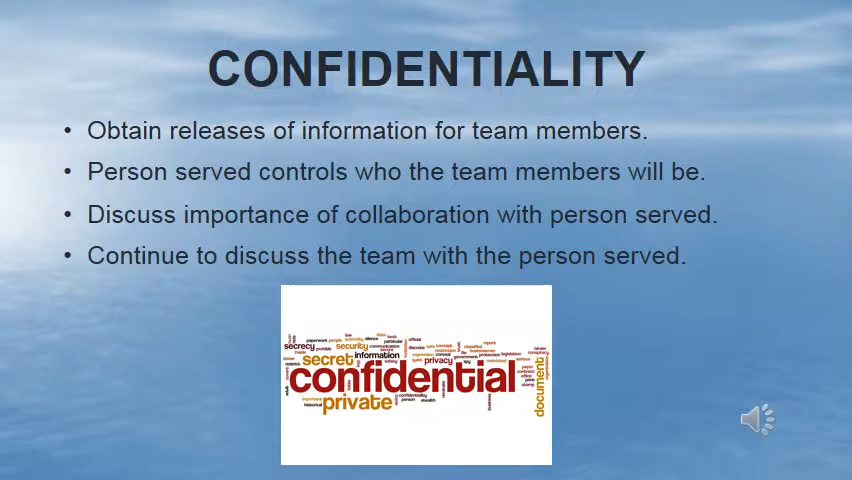 CONFIDENTIALITY
• Obtain releases of information for team members.
• Person served controls who the team members will be.
• Discuss importance of collaboration with person served.
• Continue to discuss the team with the person served.
secrecy
security
secret
information
privacy
confidential
private
document